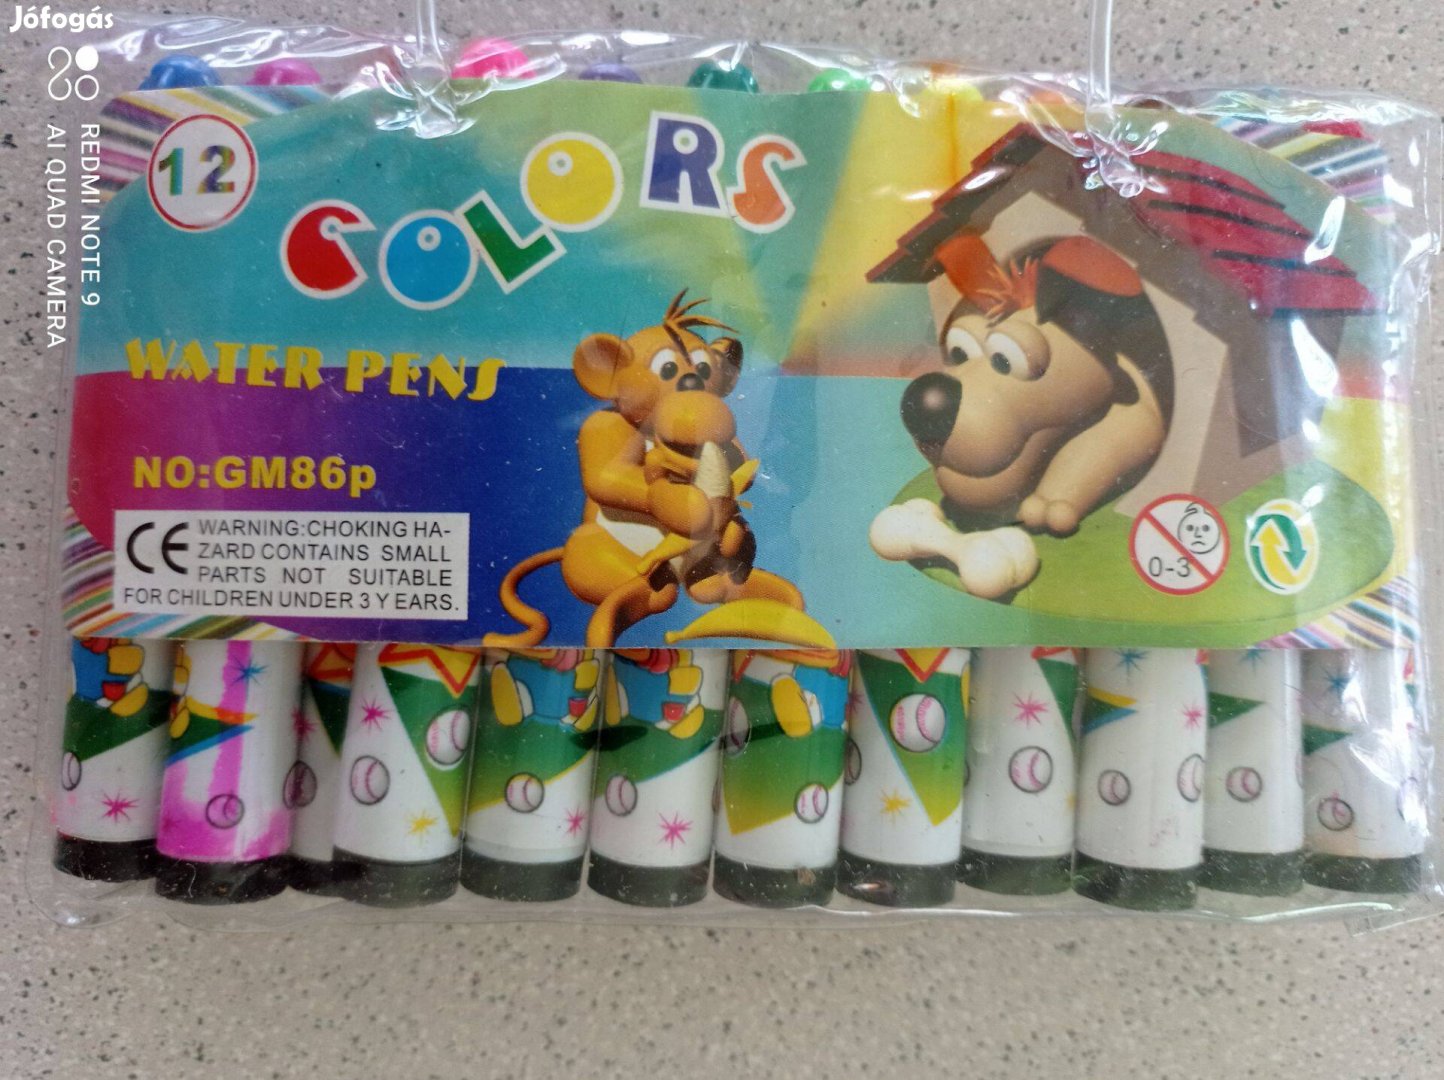 Jófogás
REDMI NOTE 9
AI QUAD CAMERA
12
COLORS
WATER PENS
NO:GM86p
CE WARNING:CHOKING HA-
ZARD CONTAINS SMALL
PARTS NOT SUITABLE
FOR CHILDREN UNDER 3 YEARS.
0-3